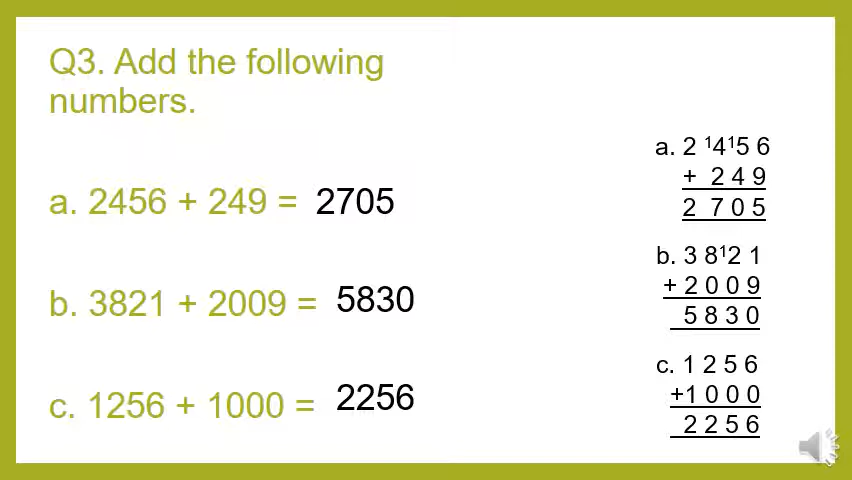 Q3. Add the following
numbers.
a. 2456 + 249 = 2705
b. 3821 + 2009 = 5830
c. 1256 + 1000 = 2256
a. 2 ¹4¹5 6
+ 2 4 9
2 7 0 5
b. 3 8¹2 1
+ 2 0 0 9
5 8 3 0
c. 1 2 5 6
+1 0 0 0
2 2 5 6